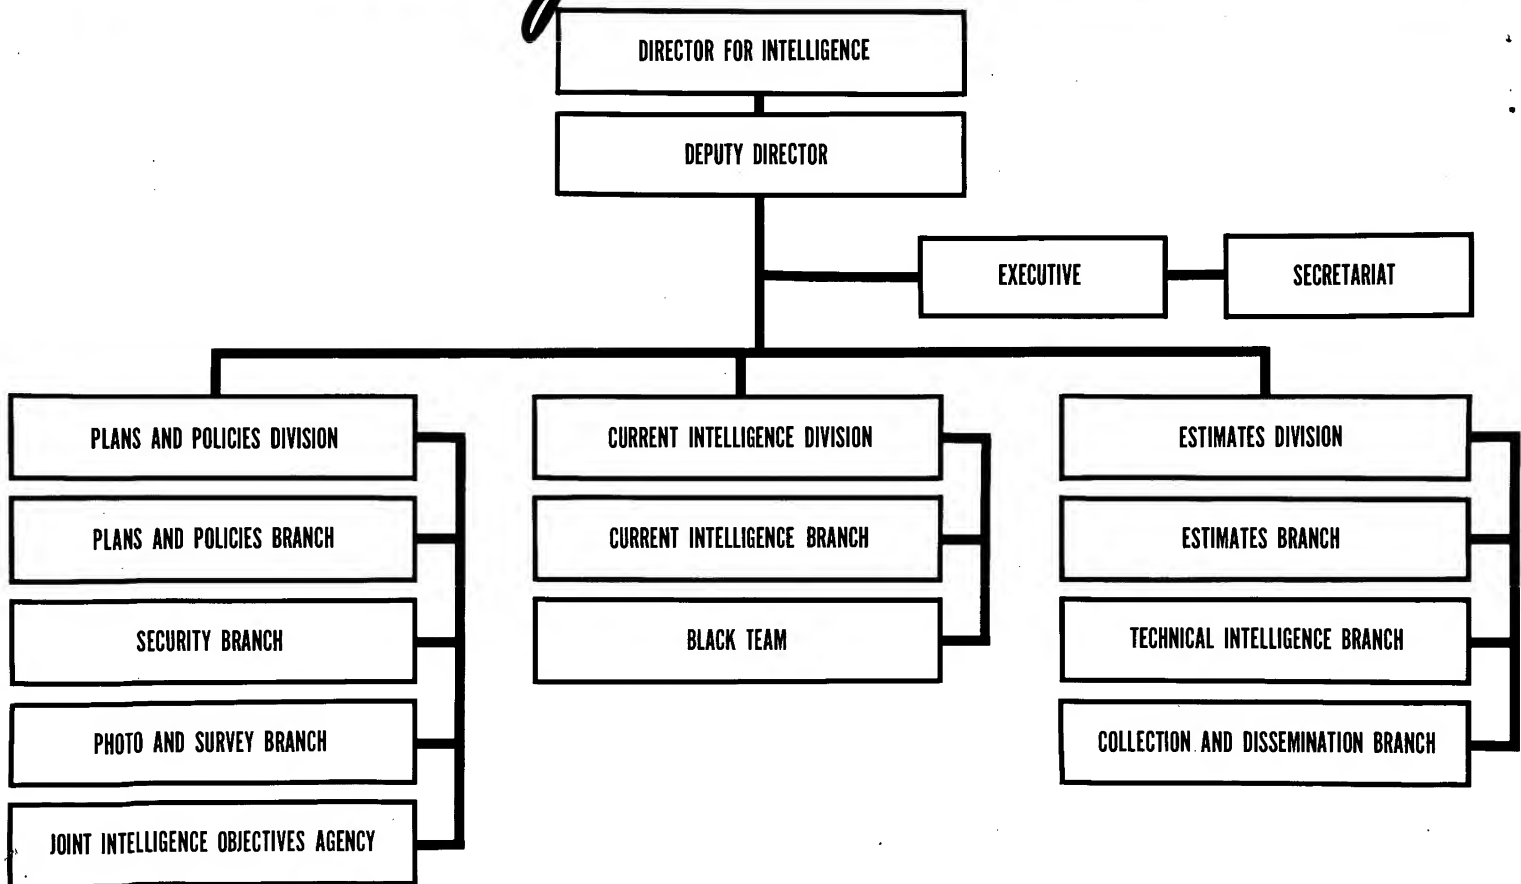 DIRECTOR FOR INTELLIGENCE
DEPUTY DIRECTOR
EXECUTIVE
SECRETARIAT
PLANS AND POLICIES DIVISION
PLANS AND POLICIES BRANCH
SECURITY BRANCH
PHOTO AND SURVEY BRANCH
JOINT INTELLIGENCE OBJECTIVES AGENCY
CURRENT INTELLIGENCE DIVISION
CURRENT INTELLIGENCE BRANCH
BLACK TEAM
ESTIMATES DIVISION
ESTIMATES BRANCH
TECHNICAL INTELLIGENCE BRANCH
COLLECTION AND DISSEMINATION BRANCH